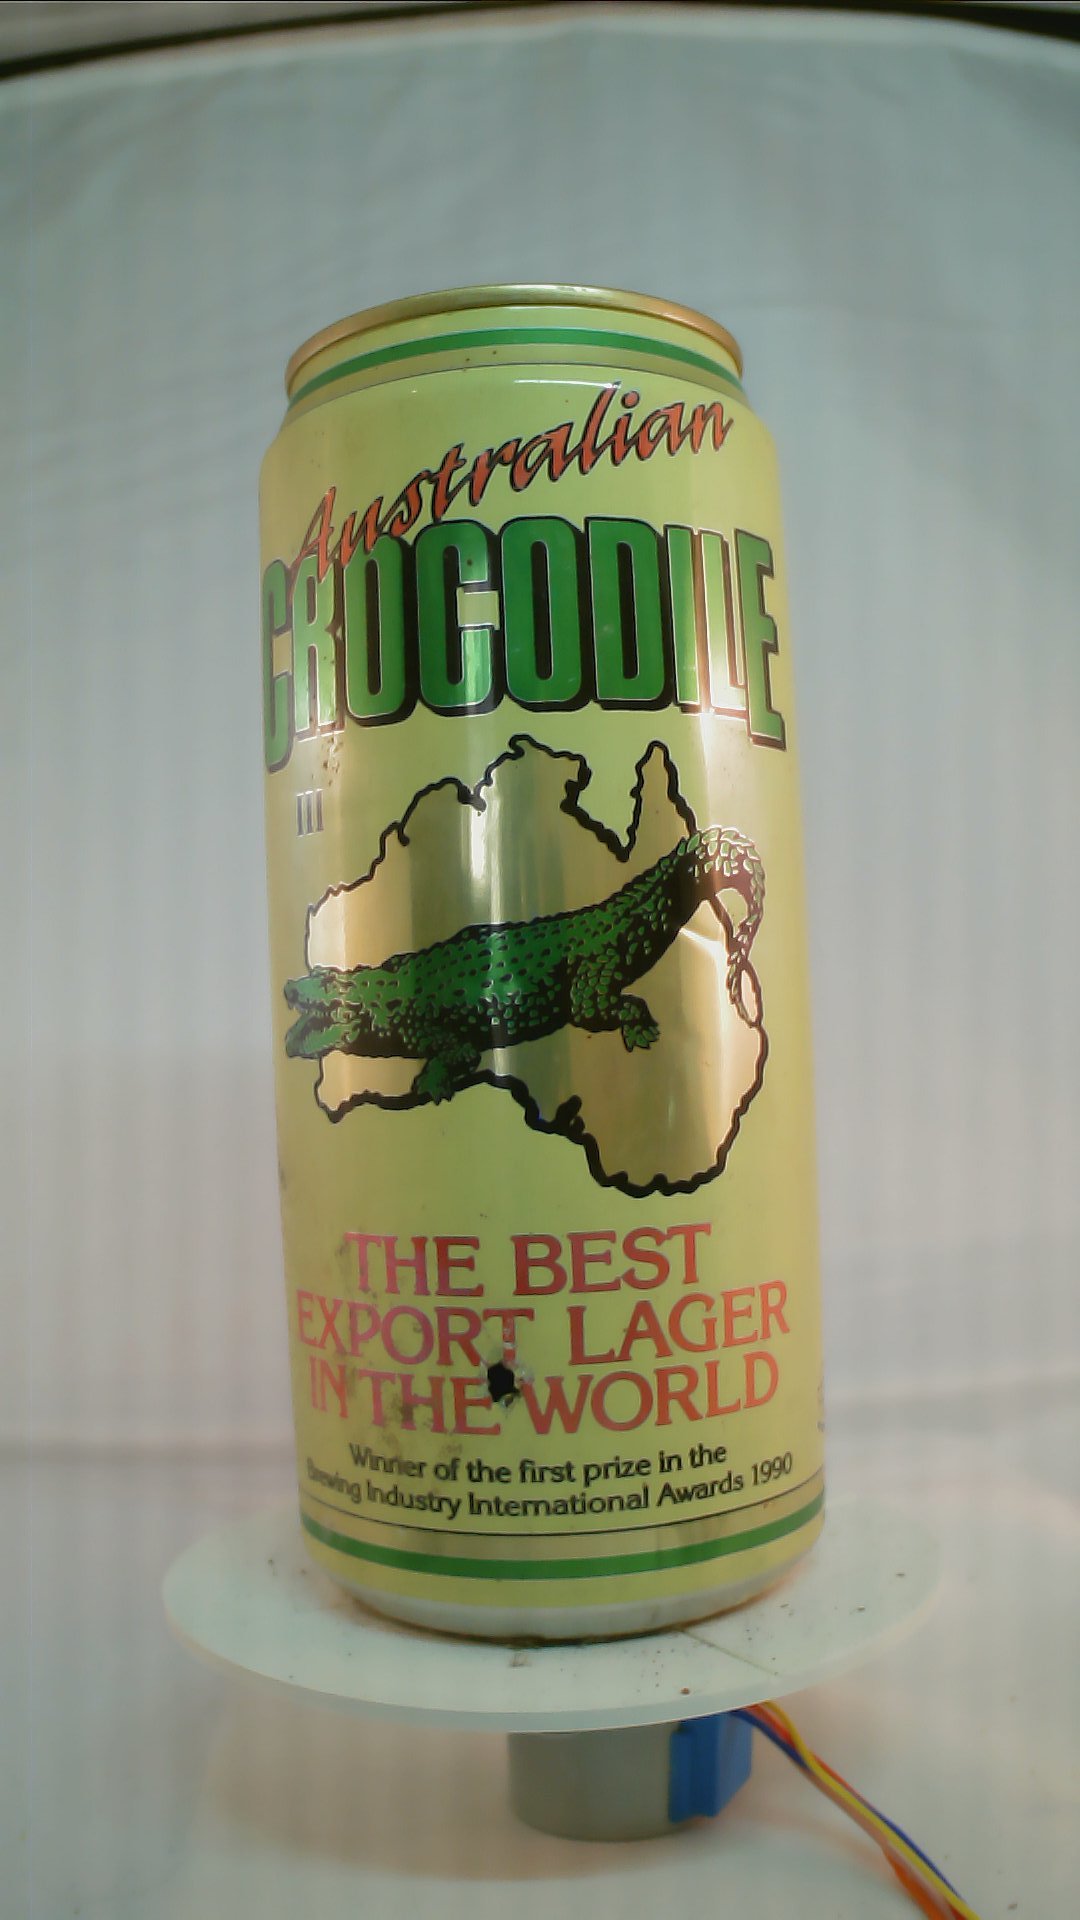 Australian
CROCODILE
III
THE BEST
EXPORT LAGER
IN THE WORLD
Winner of the first prize in the
Brewing Industry International Awards 1990